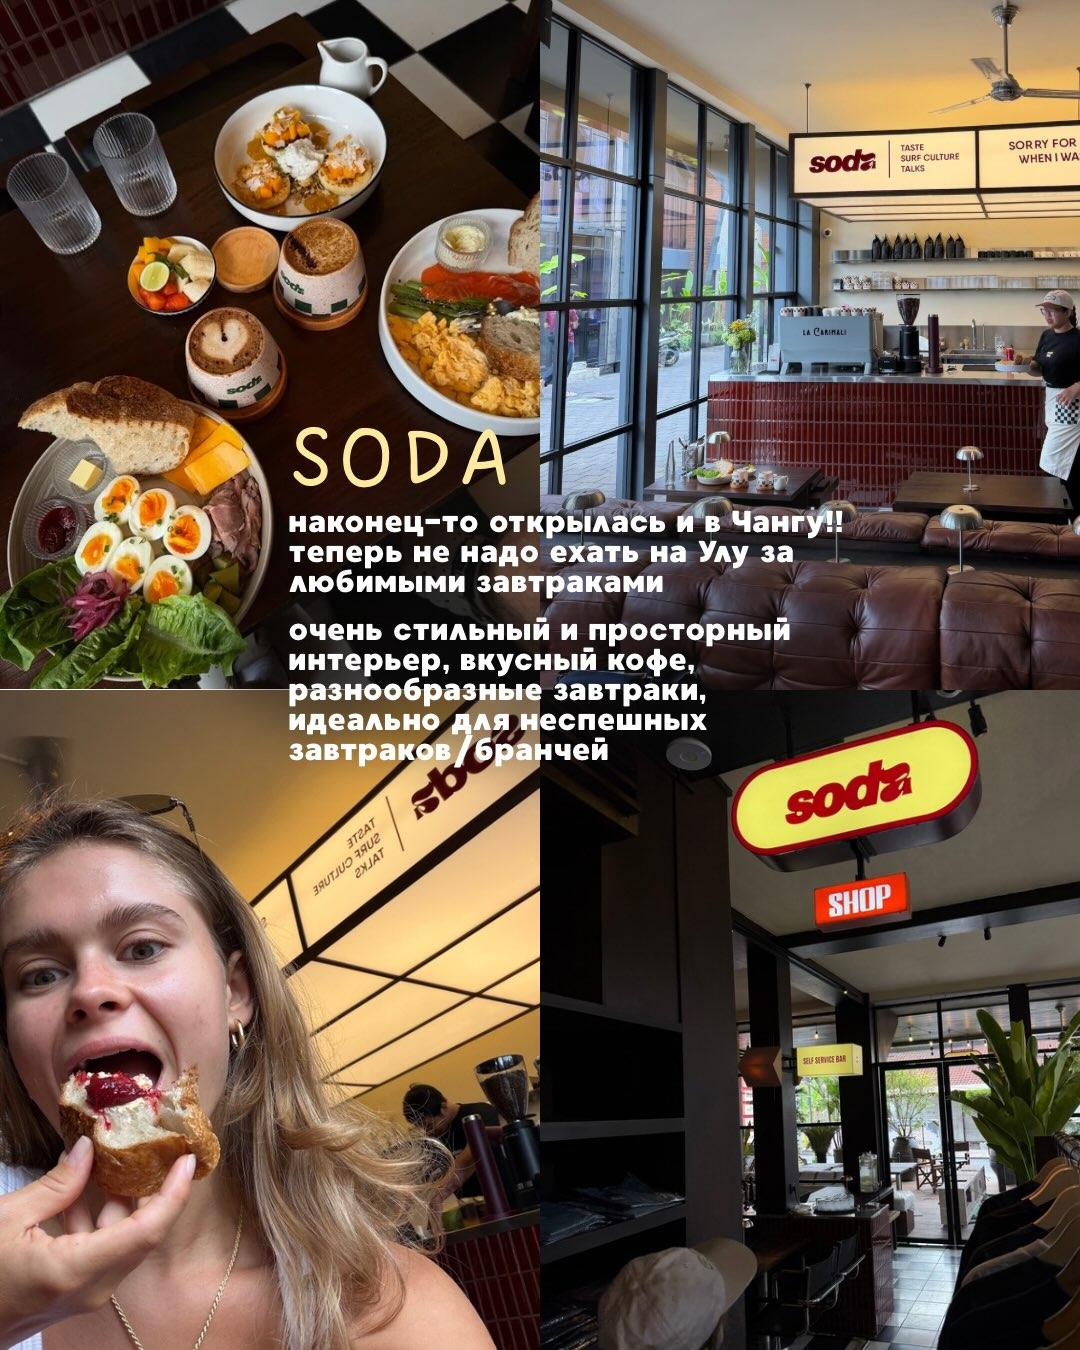 soda
TASTE
SURF CULTURE
TALKS
SORRY FOR
WHEN I WA
LA CARIMALI
soda
soda
SODA
наконец-то открылась и в Чангу!!
теперь не надо ехать на Улу за
любимыми завтраками
очень стильный и просторный
интерьер, вкусный кофе,
разнообразные завтраки,
идеально для неспешных
завтраков/бранчей
soda
TASTE
SURF CULTURE
TALKS
soda
SHOP
SELF SERVICE BAR